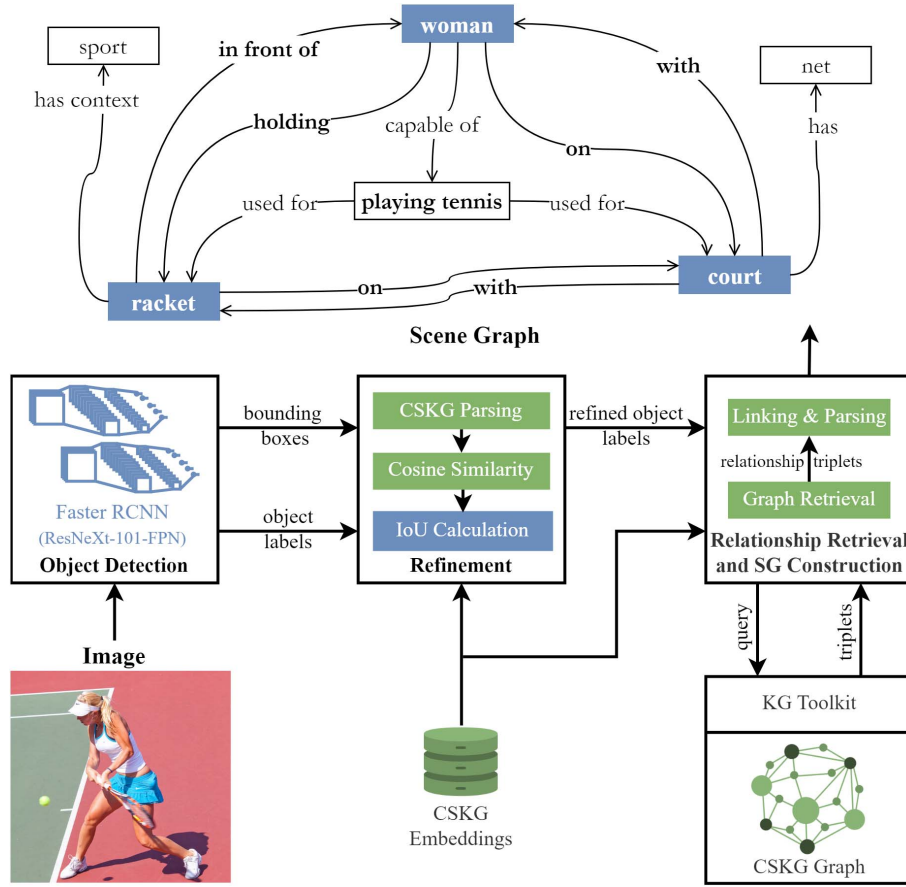 woman
sport
in front of
with
net
has context
holding
capable of
on
has
used for
playing tennis
used for
racket
on
with
court
Scene Graph
bounding
boxes
CSKG Parsing
refined object
labels
Linking & Parsing
Cosine Similarity
relationship triplets
Faster RCNN
(ResNeXt-101-FPN)
Object Detection
object
labels
IoU Calculation
Refinement
Graph Retrieval
Relationship Retrieval
and SG Construction
Image
query
triplets
KG Toolkit
CSKG
Embeddings
CSKG Graph